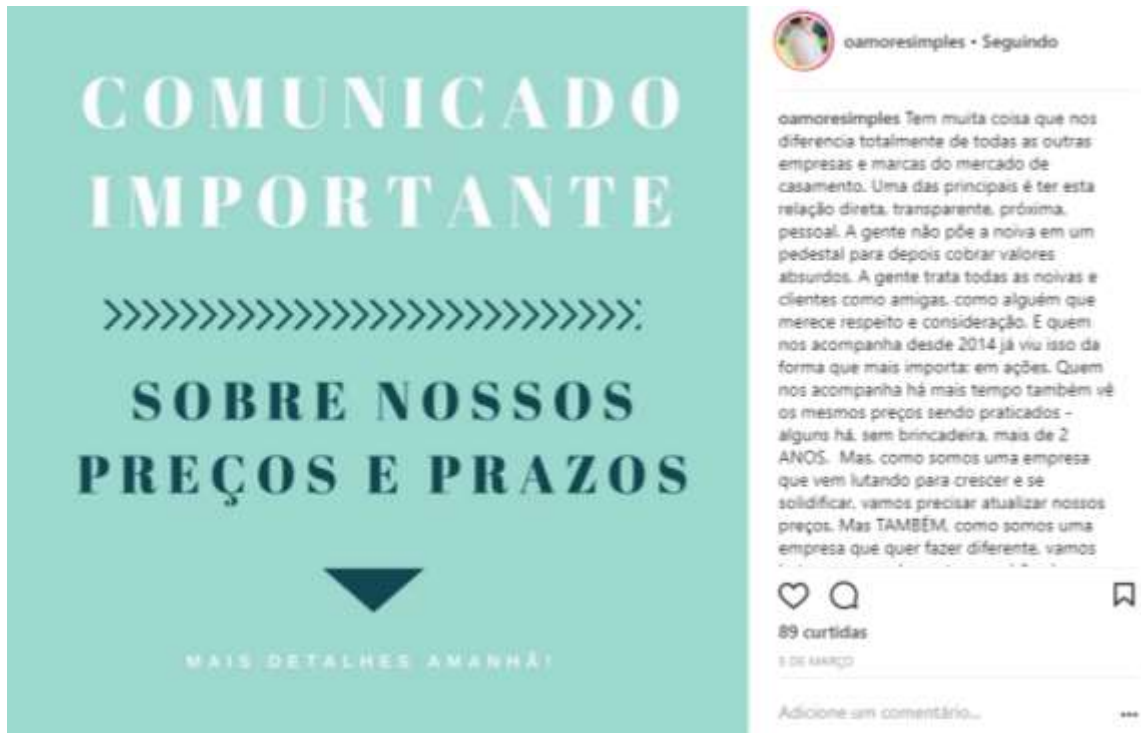 COMUNICADO
IMPORTANTE
SOBRE NOSSOS
PREÇOS E PRAZOS
MAIS DETALHES AMANHÃ!
oamoresimples • Seguindo
oamoresimples Tem muita coisa que nos
diferencia totalmente de todas as outras
empresas e marcas do mercado de
casamento. Uma das principais é ter esta
relação direta, transparente, próxima,
pessoal. A gente não põe a noiva em um
pedestal para depois cobrar valores
absurdos. A gente trata todas as noivas e
clientes como amigas, como alguém que
merece respeito e consideração. E quem
nos acompanha desde 2014 já viu isso da
forma que mais importa: em ações. Quem
nos acompanha há mais tempo também vê
os mesmos preços sendo praticados -
alguns há, sem brincadeira, mais de 2
ANOS. Mas, como somos uma empresa
que vem lutando para crescer e se
solidificar, vamos precisar atualizar nossos
preços. Mas TAMBÉM, como somos uma
empresa que quer fazer diferente, vamos
89 curtidas
5 DE MARÇO
Adicione um comentário...